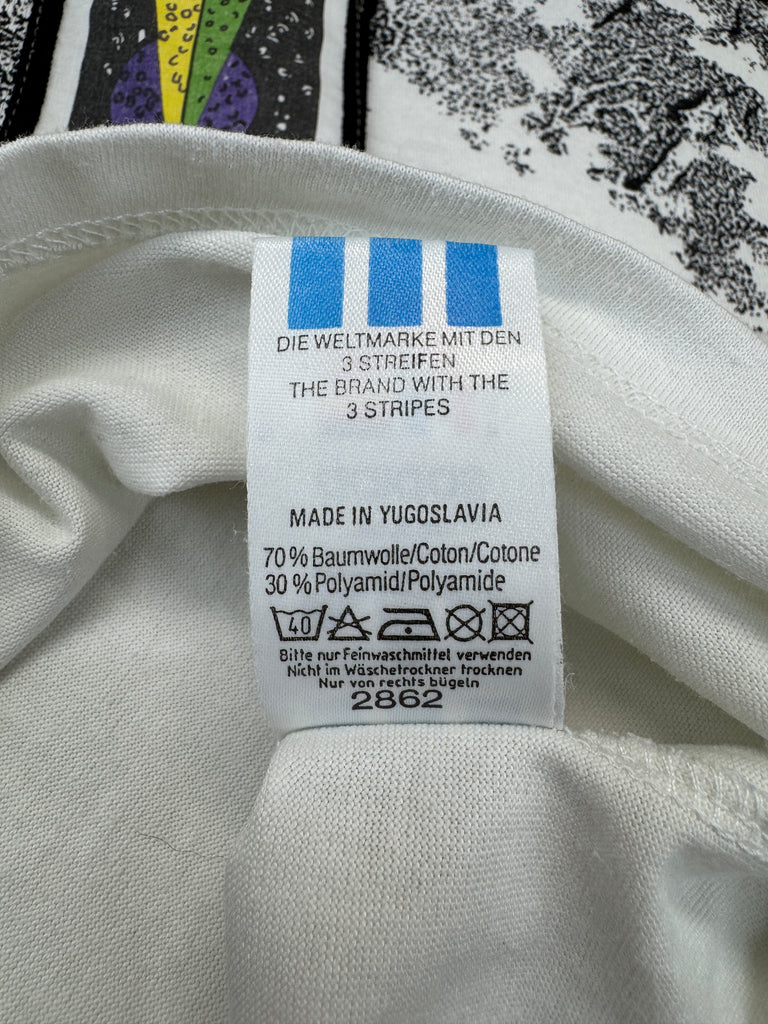 DIE WELTMARKE MIT DEN
3 STREIFEN
THE BRAND WITH THE
3 STRIPES
MADE IN YUGOSLAVIA
70 % Baumwolle/Coton/Cotone
30 % Polyamid/Polyamide
40
Bitte nur Feinwaschmittel verwenden
Nicht im Wäschetrockner trocknen
Nur von rechts bügeln
2862